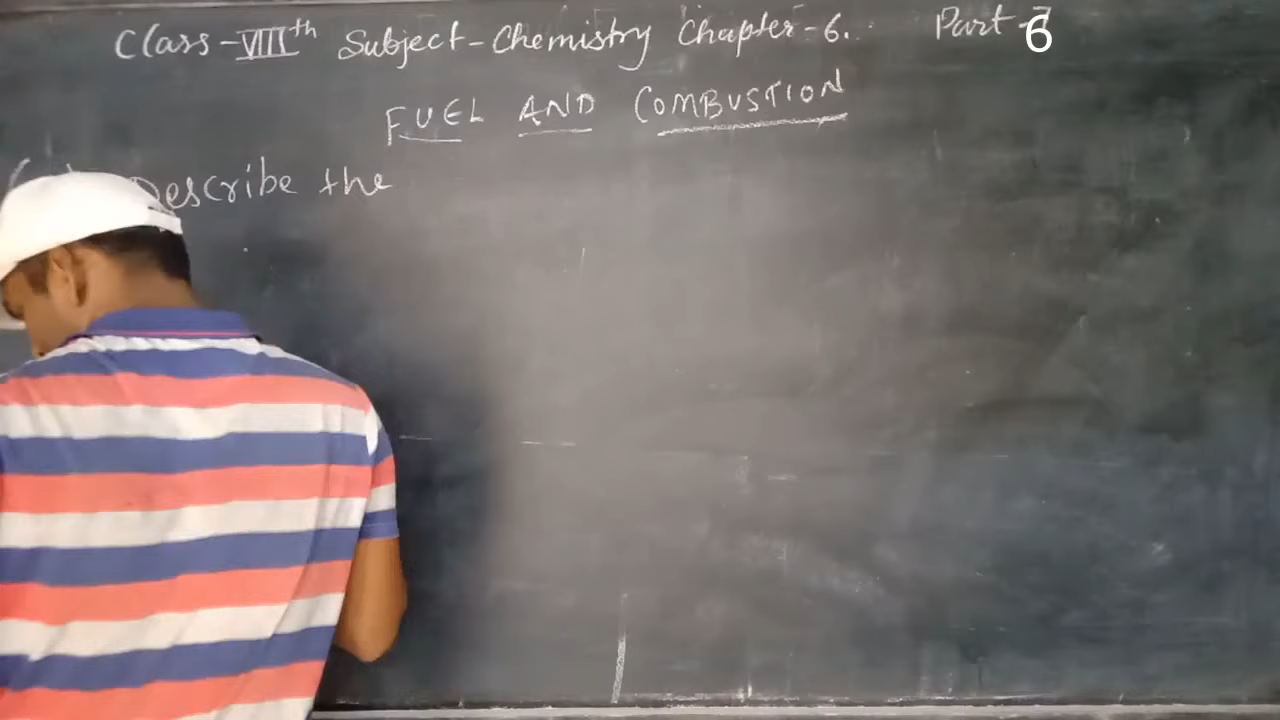 Class-VIIIth Subject-Chemistry Chapter-6. Part-6
FUEL AND COMBUSTION
Describe the